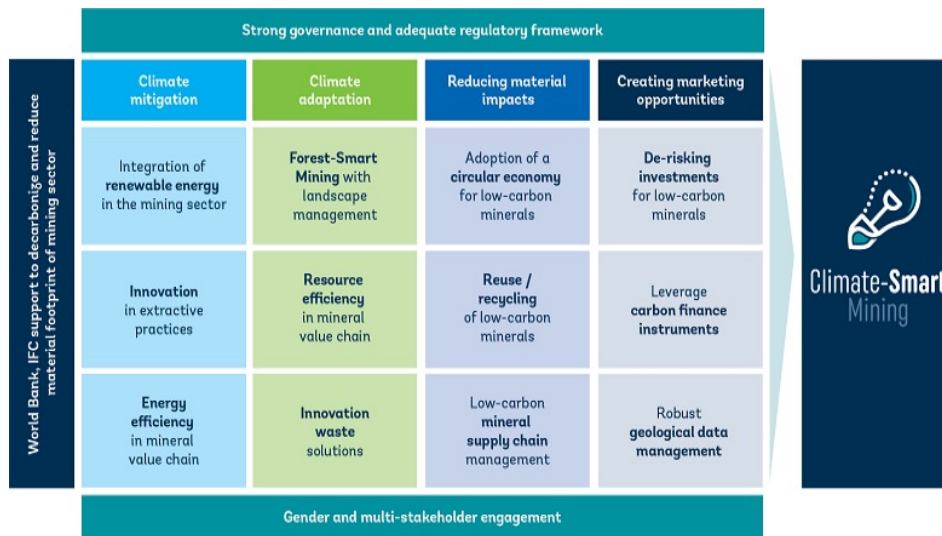 Strong governance and adequate regulatory framework
World Bank, IFC support to decarbonize and reduce
material footprint of mining sector
Climate
mitigation
Climate
adaptation
Reducing material
impacts
Creating marketing
opportunities
Integration of
renewable energy
in the mining sector
Forest-Smart
Mining with
landscape
management
Adoption of a
circular economy
for low-carbon
minerals
De-risking
investments
for low-carbon
minerals
Innovation
in extractive
practices
Resource
efficiency
in mineral
value chain
Reuse /
recycling
of low-carbon
minerals
Leverage
carbon finance
instruments
Energy
efficiency
in mineral
value chain
Innovation
waste
solutions
Low-carbon
mineral
supply chain
management
Robust
geological data
management
Gender and multi-stakeholder engagement
Climate-Smart
Mining